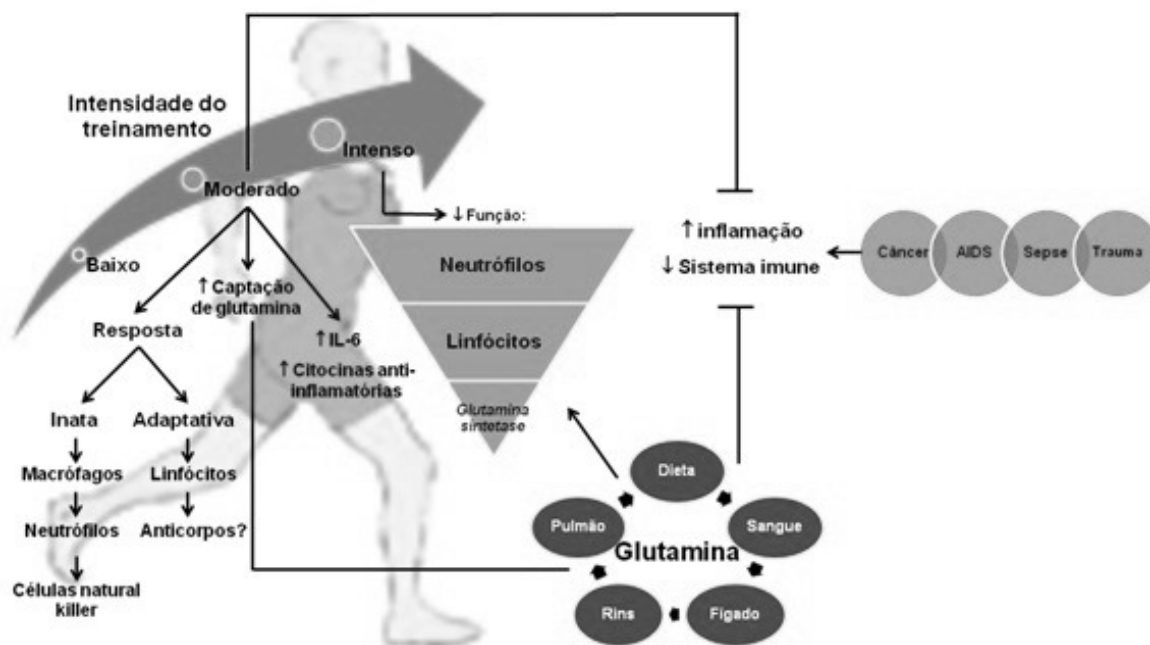 Intensidade do
treinamento
Intenso
Moderado
Baixo
↓ Função:
Neutrófilos
Linfócitos
Glutamina
sintetase
↑ inflamação
↓ Sistema imune
Câncer
AIDS
Sepse
Trauma
↑ Captação
de glutamina
Resposta
↑ IL-6
↑ Citocinas anti-
inflamatórias
Inata
Adaptativa
Macrófagos
Linfócitos
Neutrófilos
Anticorpos?
Células natural
killer
Dieta
Pulmão
Sangue
Glutamina
Rins
Fígado